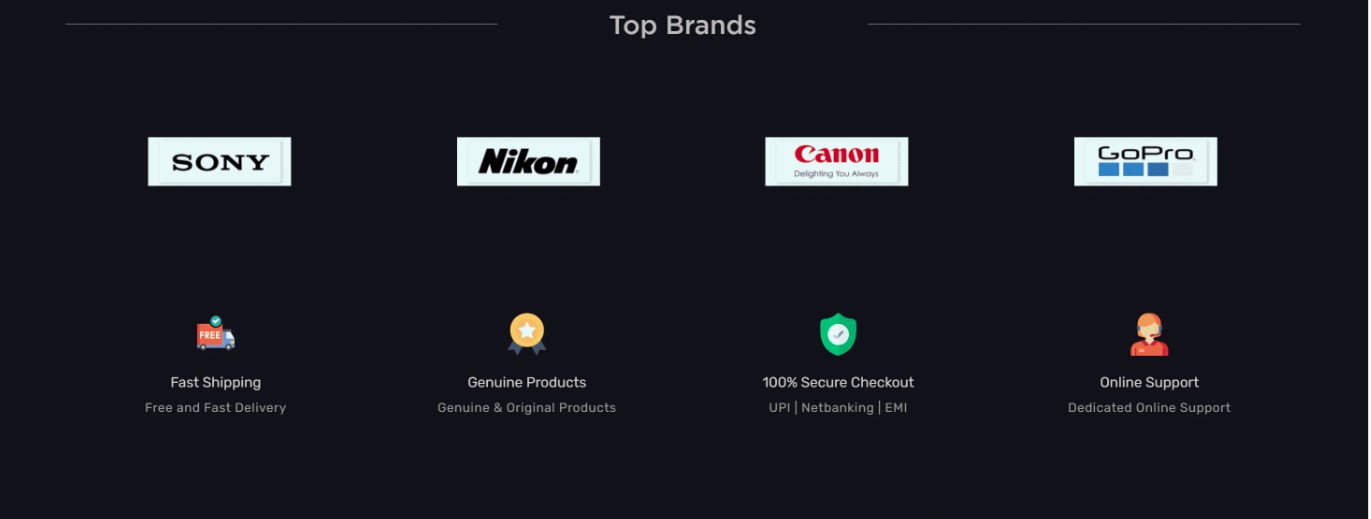 Top Brands
SONY
Nikon
Canon
Delighting You Always
GoPro
FREE
Fast Shipping
Free and Fast Delivery
Genuine Products
Genuine & Original Products
100% Secure Checkout
UPI | Netbanking | EMI
Online Support
Dedicated Online Support